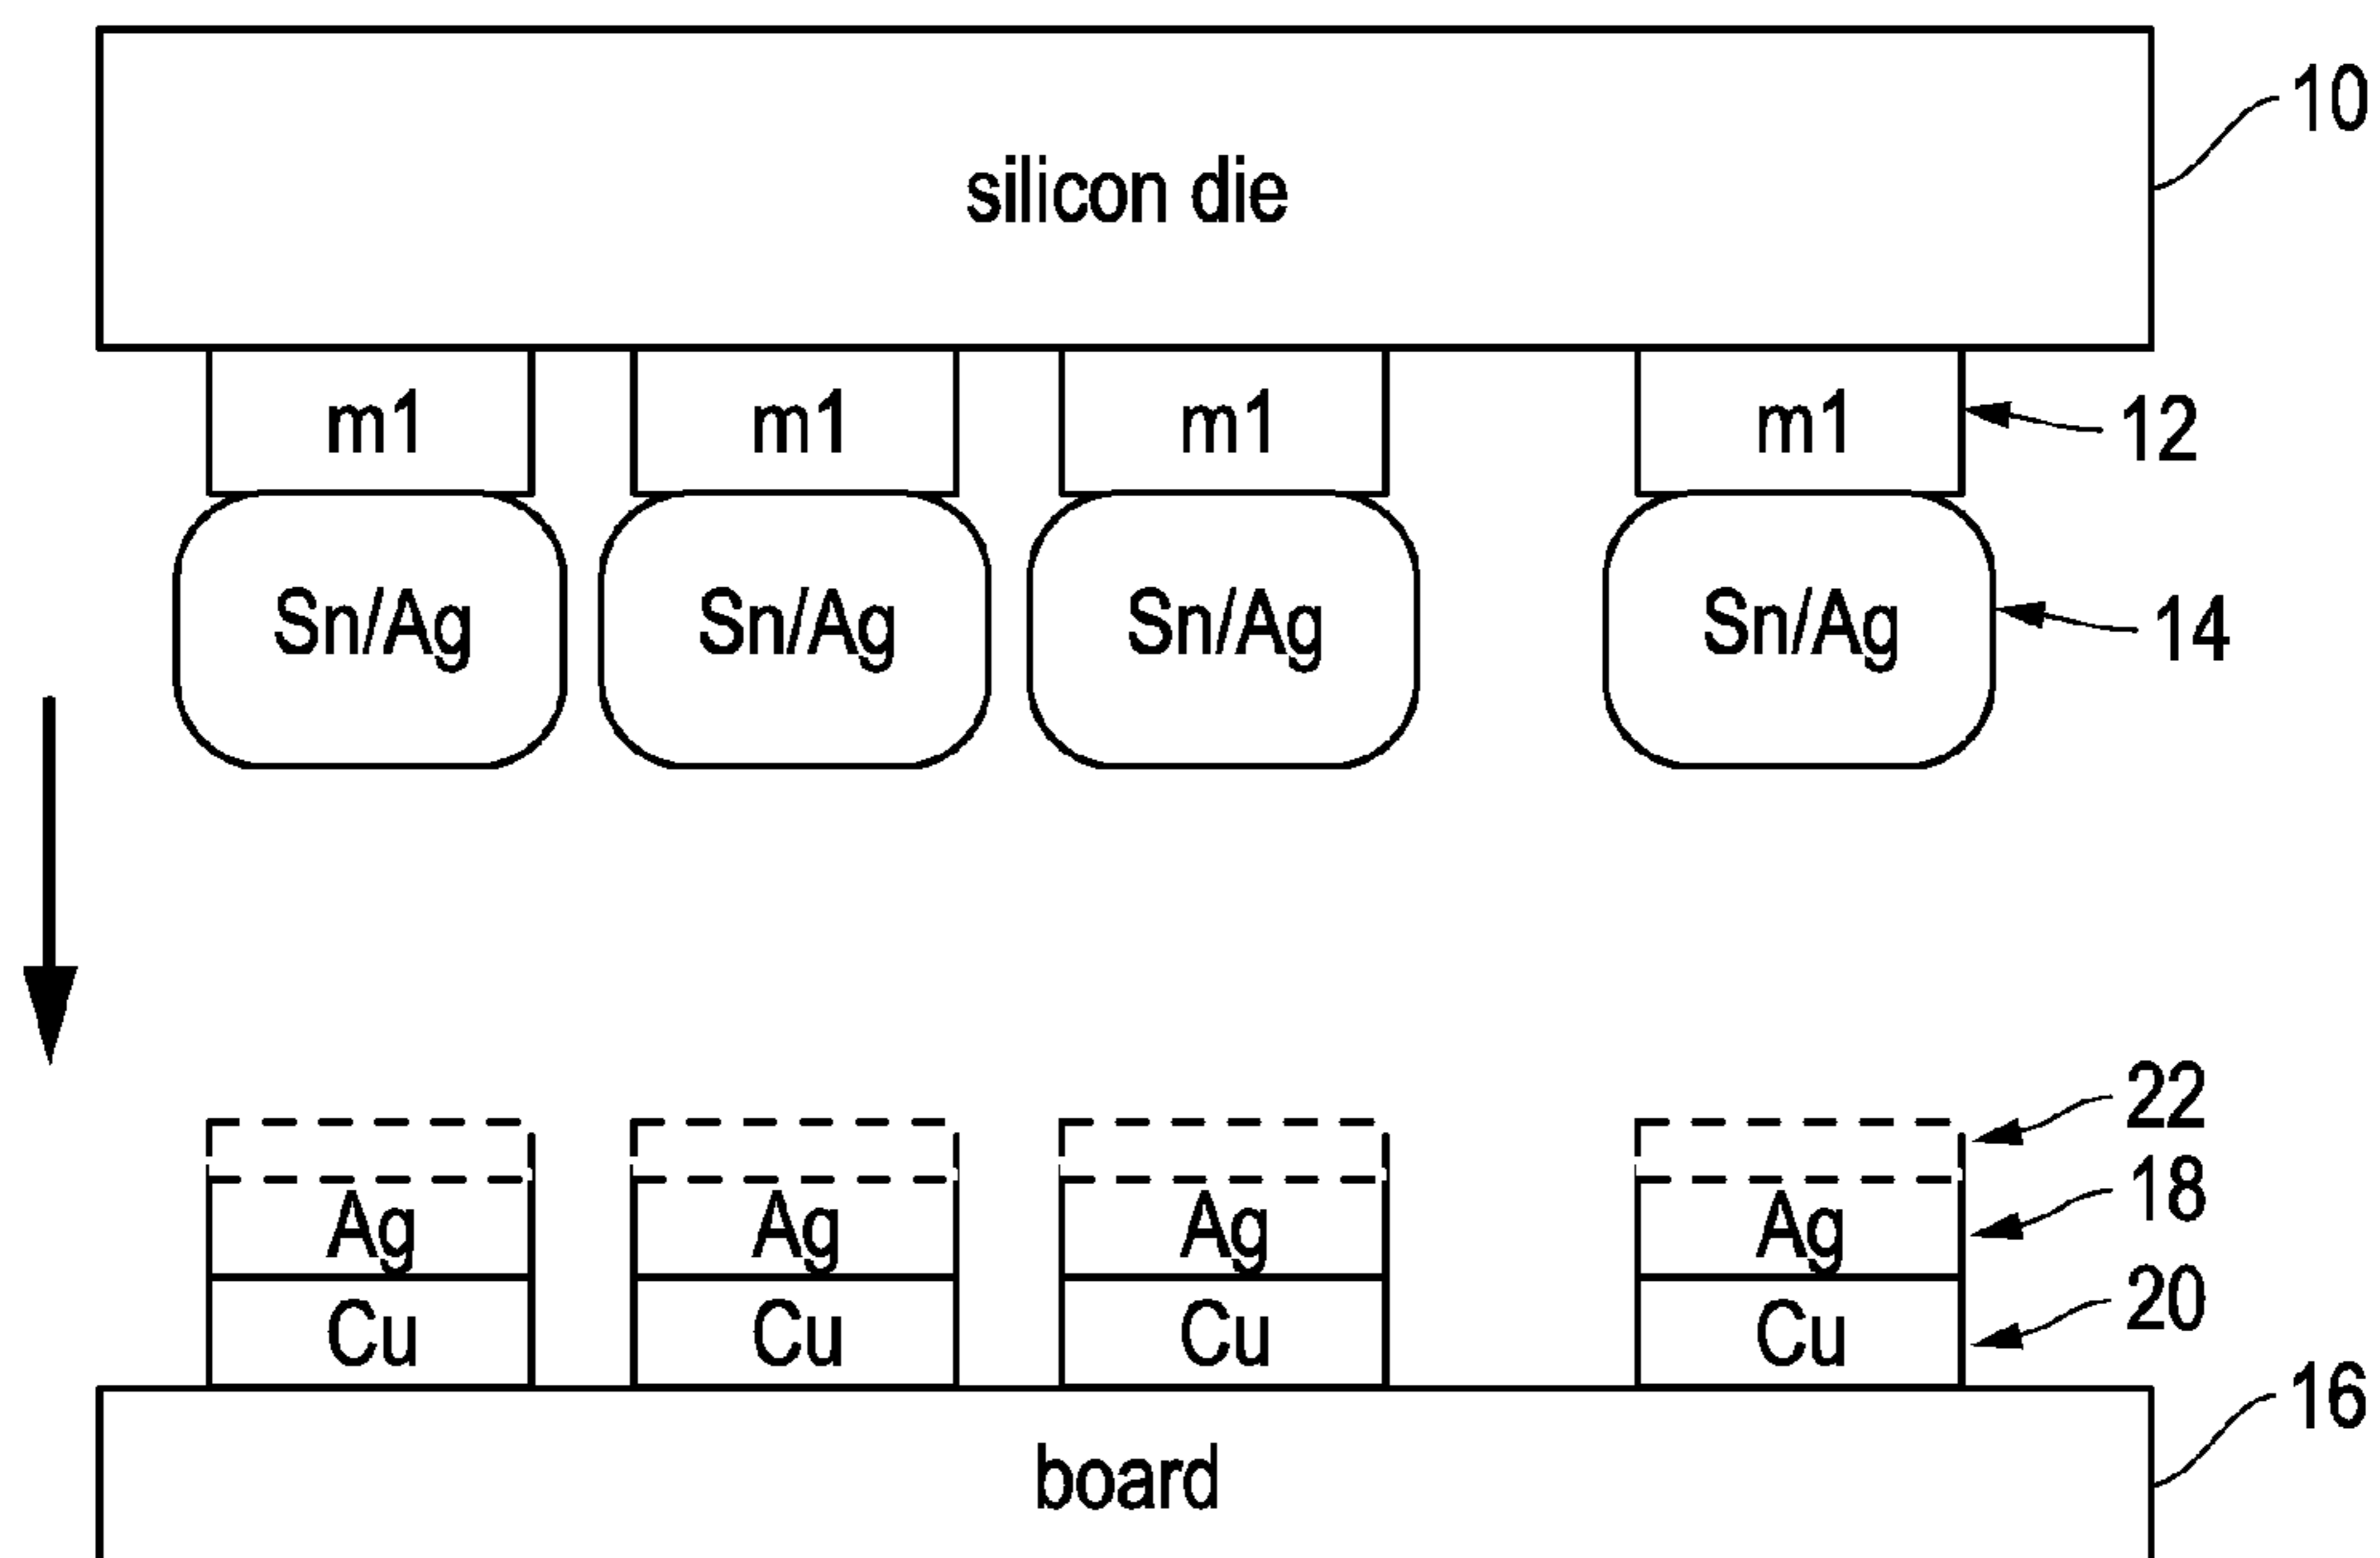 10
silicon die
m1 m1 m1 m1 12
Sn/Ag Sn/Ag Sn/Ag Sn/Ag 14
22
Ag Ag Ag Ag 18
Cu Cu Cu Cu 20
16
board